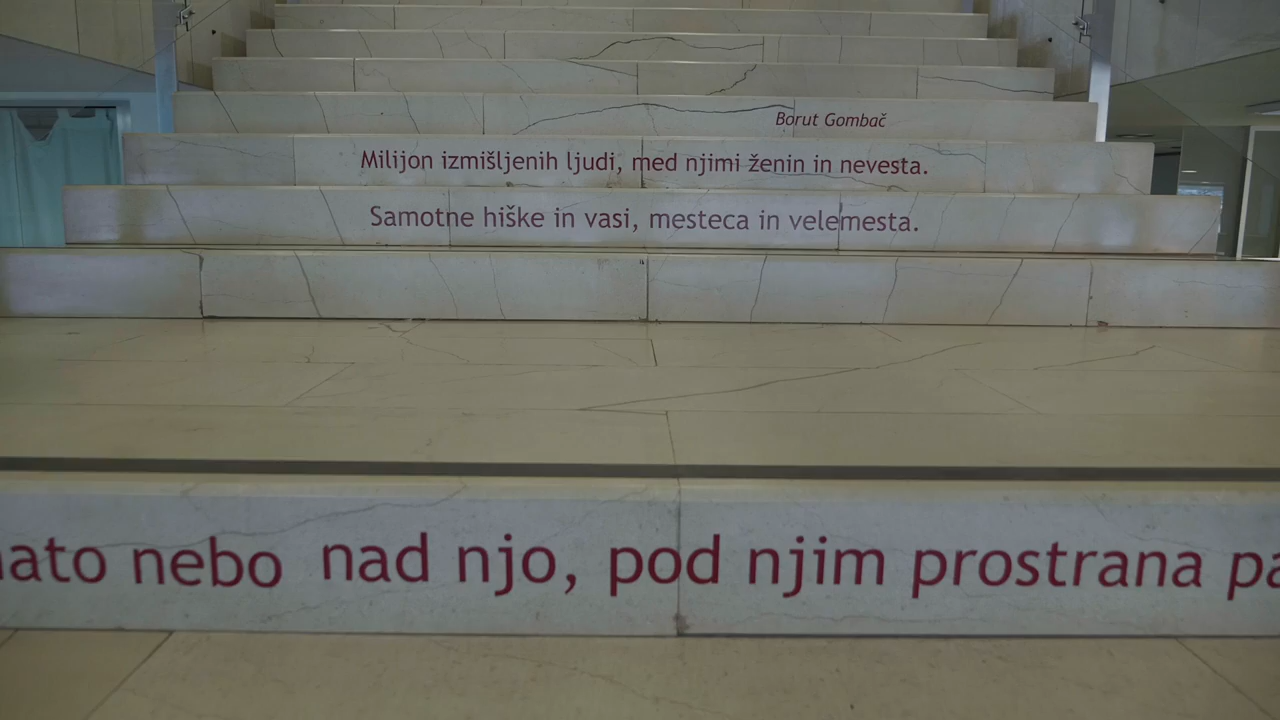 Borut Gombač
Milijon izmišljenih ljudi, med njimi ženin in nevesta.
Samotne hiške in vasi, mesteca in velemesta.
nebo nad njo, pod njim prostrana